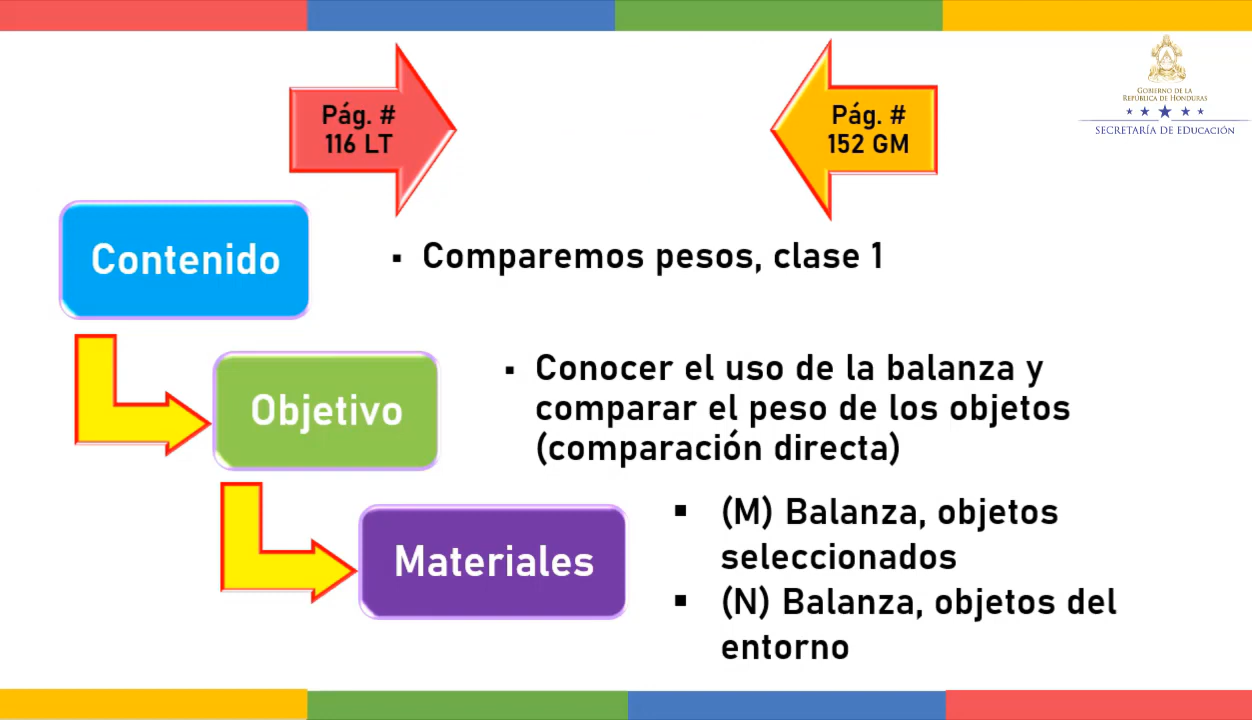 Pág. #
116 LT
Pág. #
152 GM
GOBIERNO DE LA
REPÚBLICA DE HONDURAS
SECRETARÍA DE EDUCACIÓN
Contenido
▪ Comparemos pesos, clase 1
Objetivo
▪ Conocer el uso de la balanza y
comparar el peso de los objetos
(comparación directa)
Materiales
▪ (M) Balanza, objetos
seleccionados
▪ (N) Balanza, objetos del
entorno